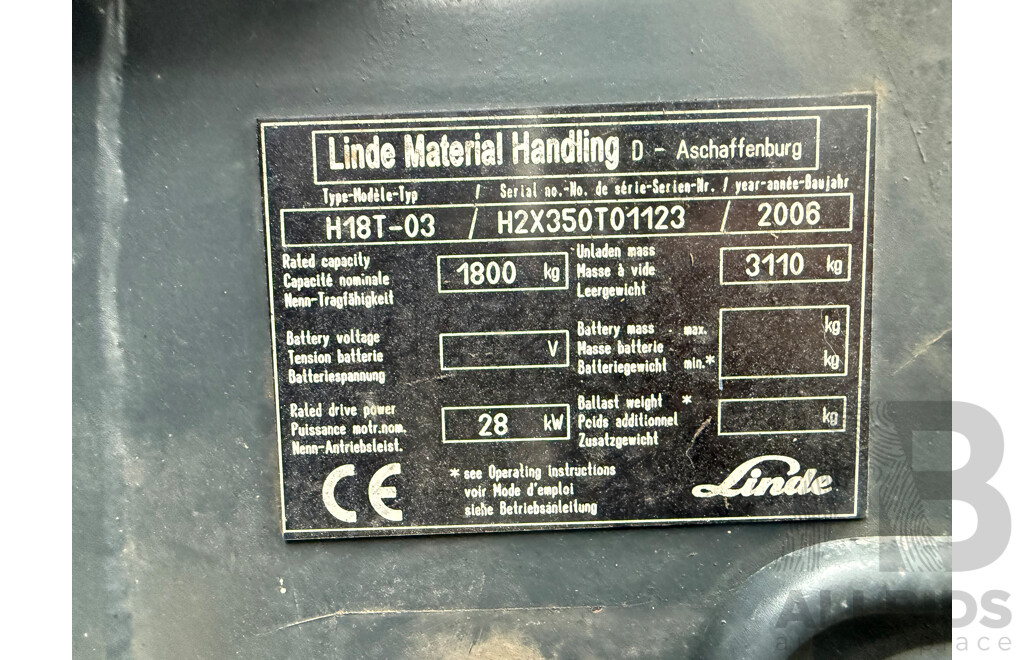 Linde Material Handling D - Aschaffenburg
Type-Modèle-Typ / Serial no.-No. de série-Serien-Nr. / year-année-Baujahr
H18T-03 / H2X350T01123 / 2006
Rated capacity
Capacité nominale
Nenn-Tragfähigkeit
1800 kg
Unladen mass
Masse à vide
Leergewicht
3110 kg
Battery voltage
Tension batterie
Batteriespannung
V
Battery mass - max. kg
Masse batterie
Batteriegewicht min.* kg
Rated drive power
Puissance motr.nom.
Nenn-Antriebsleist.
28 kW
Ballast weight *
Poids additionnel
Zusatzgewicht
kg
CE
* see Operating instructions
voir Mode d'emploi
siehe Betriebsanleitung
Linde
B
ALLBIDS